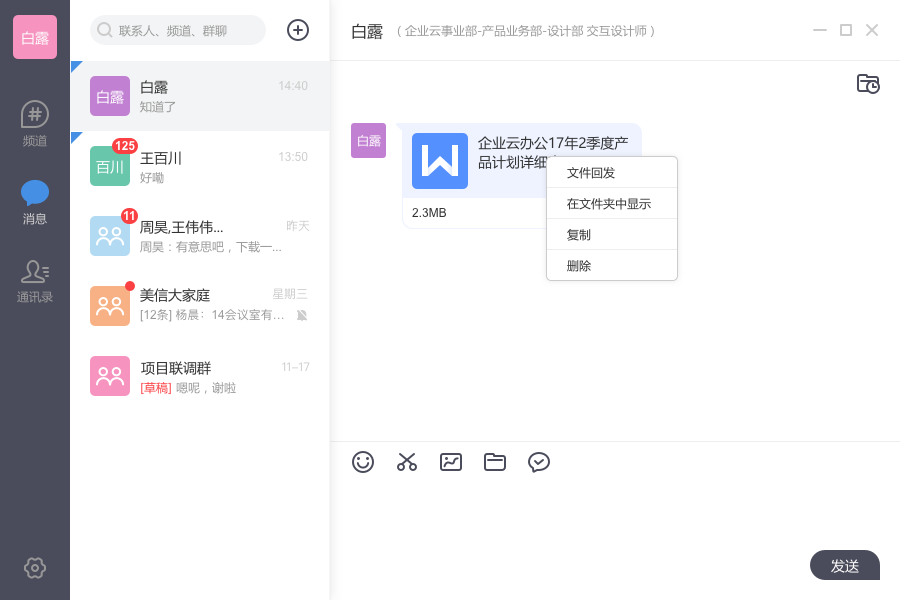 白露
频道
消息
通讯录
联系人、频道、群聊
白露
白露
14:40
知道了
百川
125
王百川
13:50
好嘞
11
周昊,王伟伟...
昨天
周昊：有意思吧，下载一...
美信大家庭
星期三
[12条] 杨晨：14会议室有...
项目联调群
11-17
[草稿] 嗯呢，谢啦
白露
（ 企业云事业部-产品业务部-设计部 交互设计师 ）
白露
企业云办公17年2季度产
品计划详细
2.3MB
文件回发
在文件夹中显示
复制
删除
发送